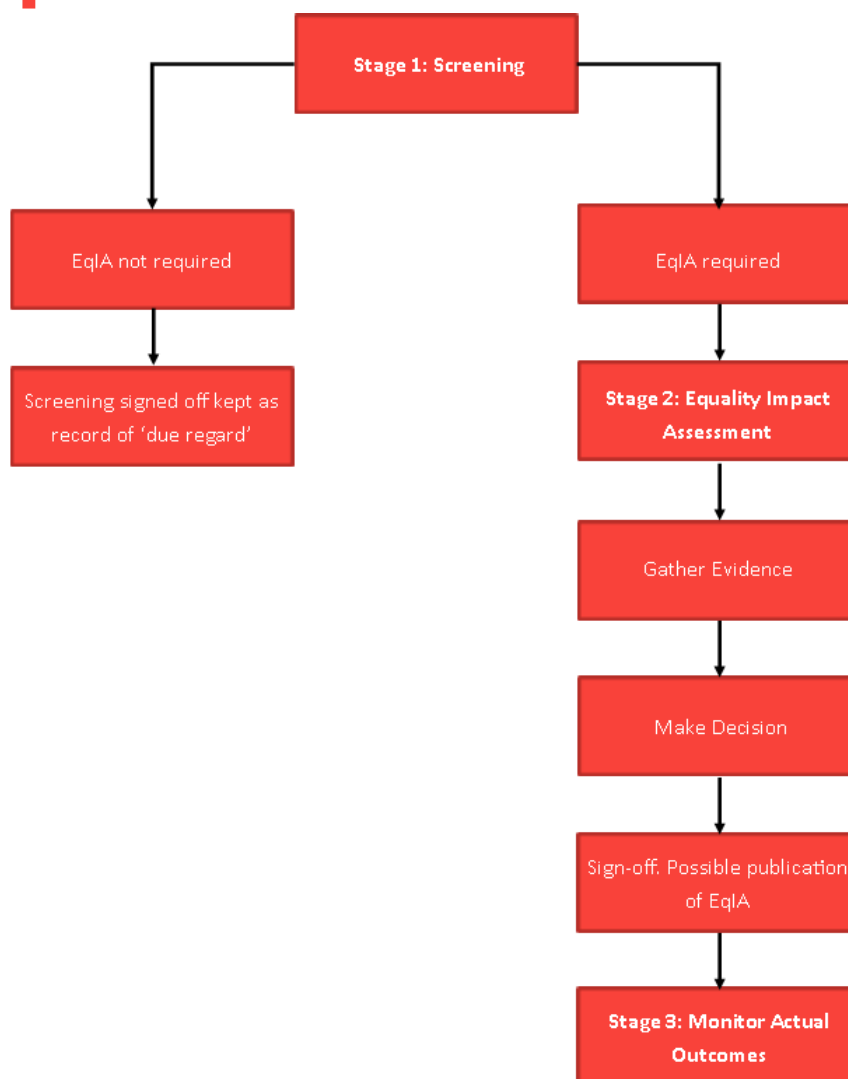 Stage 1: Screening
EqIA not required
EqIA required
Screening signed off kept as
record of ‘due regard’
Stage 2: Equality Impact
Assessment
Gather Evidence
Make Decision
Sign-off. Possible publication
of EqIA
Stage 3: Monitor Actual
Outcomes